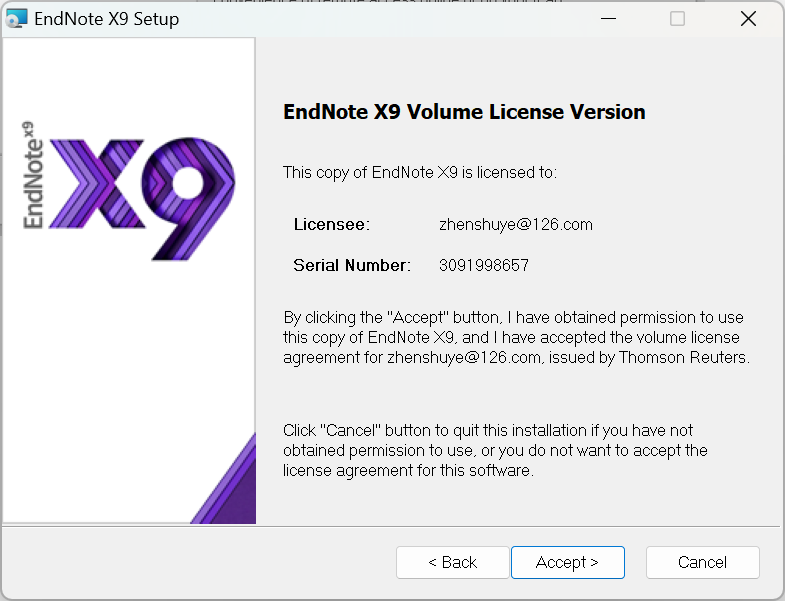 EndNote X9 Setup
EndNote X9
X9
EndNote X9 Volume License Version
This copy of EndNote X9 is licensed to:
Licensee: zhenshuye@126.com
Serial Number: 3091998657
By clicking the "Accept" button, I have obtained permission to use
this copy of EndNote X9, and I have accepted the volume license
agreement for zhenshuye@126.com, issued by Thomson Reuters.
Click "Cancel" button to quit this installation if you have not
obtained permission to use, or you do not want to accept the
license agreement for this software.
< Back Accept > Cancel